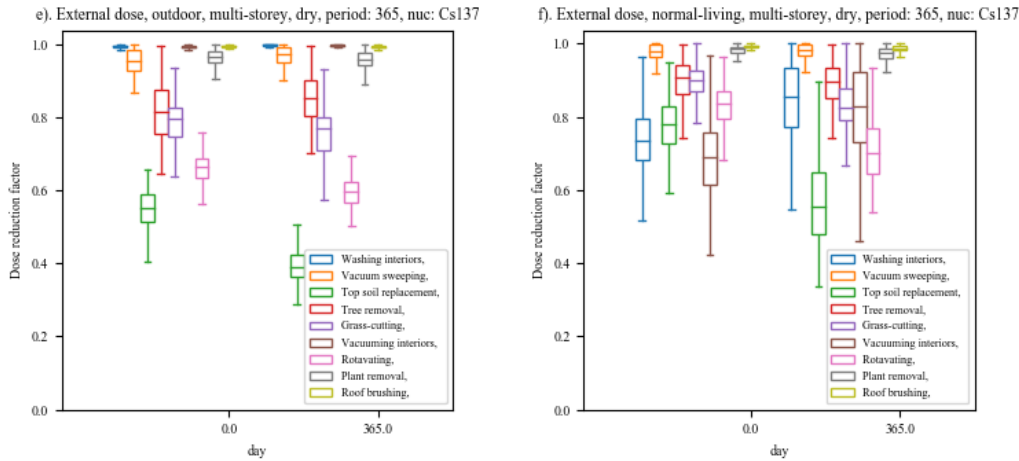 e). External dose, outdoor, multi-storey, dry, period: 365, nuc: Cs137
1.0
0.8
0.6
0.4
0.2
0.0
Dose reduction factor
0.0
365.0
day
Washing interiors,
Vacuum sweeping,
Top soil replacement,
Tree removal,
Grass-cutting,
Vacuuming interiors,
Rotavating,
Plant removal,
Roof brushing,
f). External dose, normal-living, multi-storey, dry, period: 365, nuc: Cs137
1.0
0.8
0.6
0.4
0.2
0.0
Dose reduction factor
0.0
365.0
day
Washing interiors,
Vacuum sweeping,
Top soil replacement,
Tree removal,
Grass-cutting,
Vacuuming interiors,
Rotavating,
Plant removal,
Roof brushing,